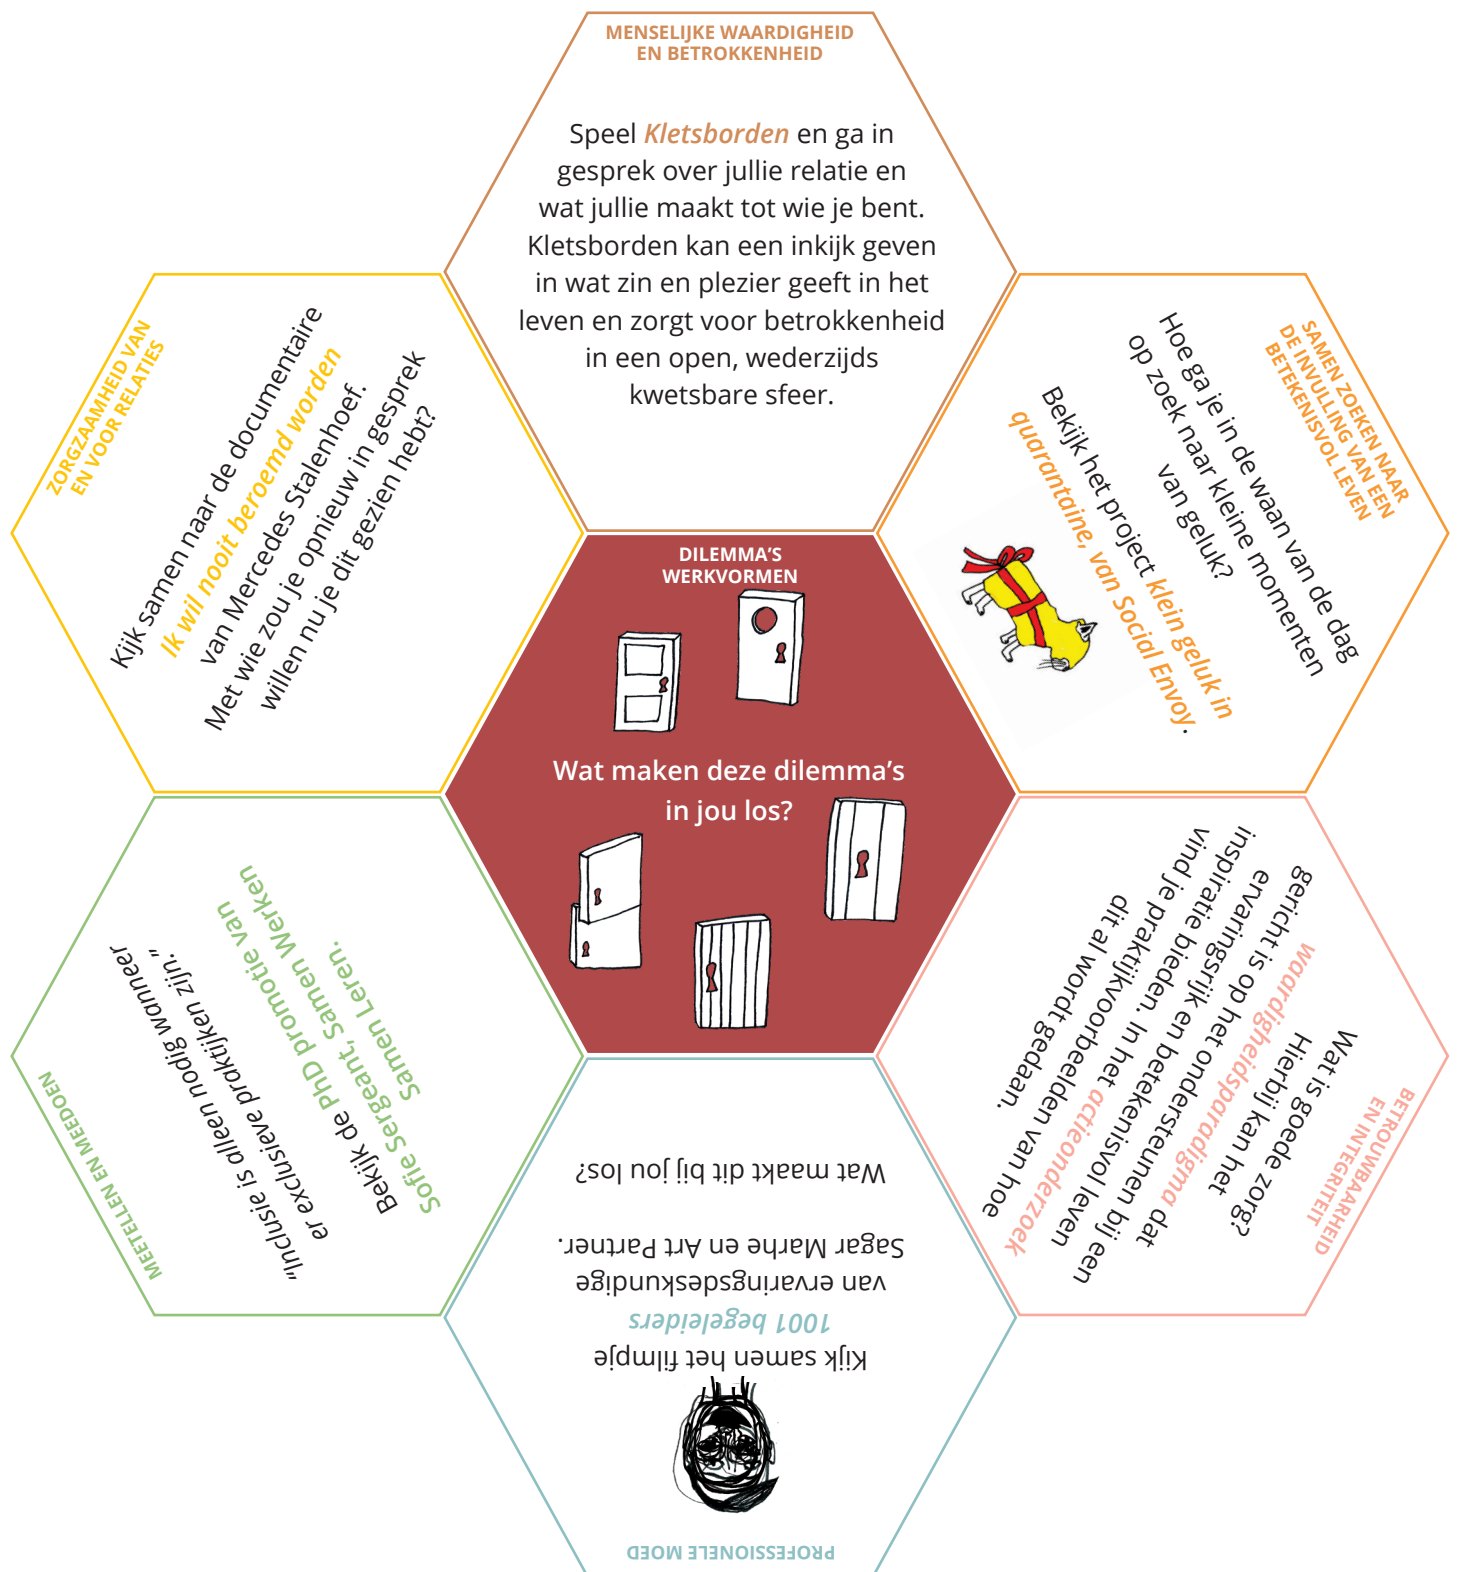 MENSELIJKE WAARDIGHEID
EN BETROKKENHEID
Speel Kletsborden en ga in
gesprek over jullie relatie en
wat jullie maakt tot wie je bent.
Kletsborden kan een inkijk geven
in wat zin en plezier geeft in het
leven en zorgt voor betrokkenheid
in een open, wederzijds
kwetsbare sfeer.
SAMEN ZOEKEN NAAR
DE INVULLING VAN EEN
BETEKENISVOL LEVEN
Hoe ga je in de waan van de dag
op zoek naar kleine momenten
van geluk?
Bekijk het project klein geluk in
quarantaine, van Social Envoy.
BETROUWBAARHEID
EN INTEGRITEIT
Wat is goede zorg?
Hierbij kan het
waardigheidsparadigma dat
gericht is op het ondersteunen bij een
ervaringsrijk en betekenisvol leven
inspiratie bieden. In het actieonderzoek
vind je praktijkvoorbeelden van hoe
dit al wordt gedaan.
PROFESSIONELE MOED
Kijk samen het filmpje
1001 begeleiders
van ervaringsdeskundige
Sagar Marhe en Art Partner.
Wat maakt dit bij jou los?
MEETELLEN EN MEEDOEN
"Inclusie is alleen nodig wanneer
er exclusieve praktijken zijn."
Bekijk de PhD promotie van
Sofie Sergeant, Samen Werken
Samen Leren.
ZORGZAAMHEID VAN
EN VOOR RELATIES
Kijk samen naar de documentaire
Ik wil nooit beroemd worden
van Mercedes Stalenhoef.
Met wie zou je opnieuw in gesprek
willen nu je dit gezien hebt?
DILEMMA'S
WERKVORMEN
Wat maken deze dilemma's
in jou los?